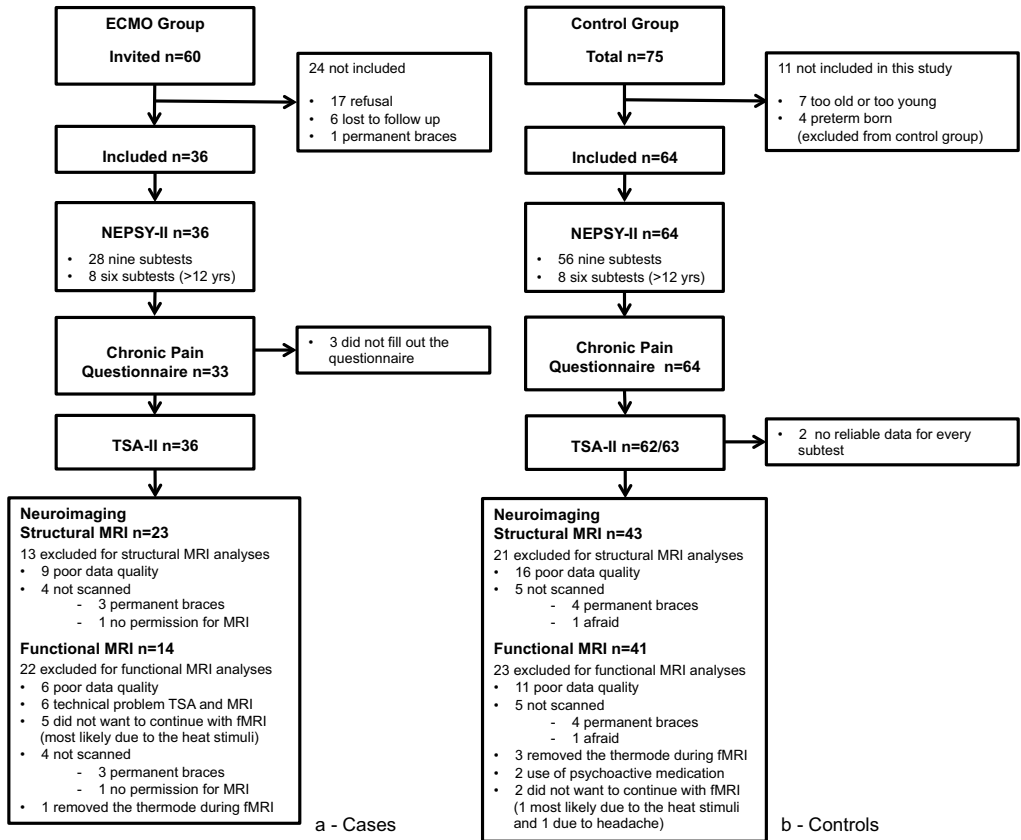 ECMO Group
Invited n=60
24 not included
• 17 refusal
• 6 lost to follow up
• 1 permanent braces
Included n=36
NEPSY-II n=36
• 28 nine subtests
• 8 six subtests (>12 yrs)
Chronic Pain
Questionnaire n=33
• 3 did not fill out the
questionnaire
TSA-II n=36
Neuroimaging
Structural MRI n=23
13 excluded for structural MRI analyses
• 9 poor data quality
• 4 not scanned
- 3 permanent braces
- 1 no permission for MRI
Functional MRI n=14
22 excluded for functional MRI analyses
• 6 poor data quality
• 6 technical problem TSA and MRI
• 5 did not want to continue with fMRI
(most likely due to the heat stimuli)
• 4 not scanned
- 3 permanent braces
- 1 no permission for MRI
• 1 removed the thermode during fMRI
a - Cases
Control Group
Total n=75
11 not included in this study
• 7 too old or too young
• 4 preterm born
(excluded from control group)
Included n=64
NEPSY-II n=64
• 56 nine subtests
• 8 six subtests (>12 yrs)
Chronic Pain
Questionnaire n=64
TSA-II n=62/63
• 2 no reliable data for every
subtest
Neuroimaging
Structural MRI n=43
21 excluded for structural MRI analyses
• 16 poor data quality
• 5 not scanned
- 4 permanent braces
- 1 afraid
Functional MRI n=41
23 excluded for functional MRI analyses
• 11 poor data quality
• 5 not scanned
- 4 permanent braces
- 1 afraid
• 3 removed the thermode during fMRI
• 2 use of psychoactive medication
• 2 did not want to continue with fMRI
(1 most likely due to the heat stimuli
and 1 due to headache)
b - Controls